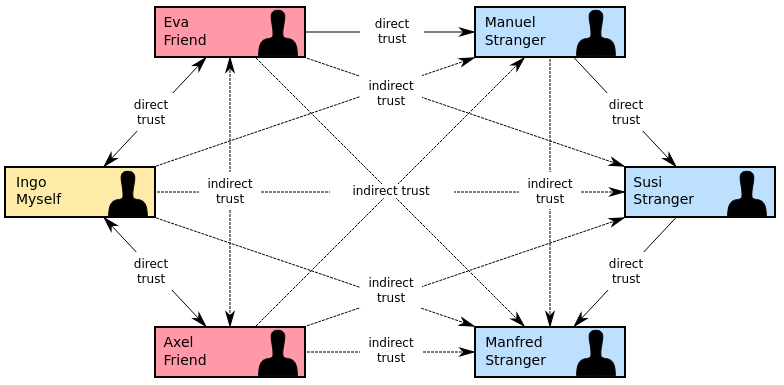 Eva
Friend
direct
trust
Manuel
Stranger
indirect
trust
direct
trust
direct
trust
Ingo
Myself
indirect
trust
indirect trust
indirect
trust
Susi
Stranger
direct
trust
indirect
trust
direct
trust
Axel
Friend
indirect
trust
Manfred
Stranger